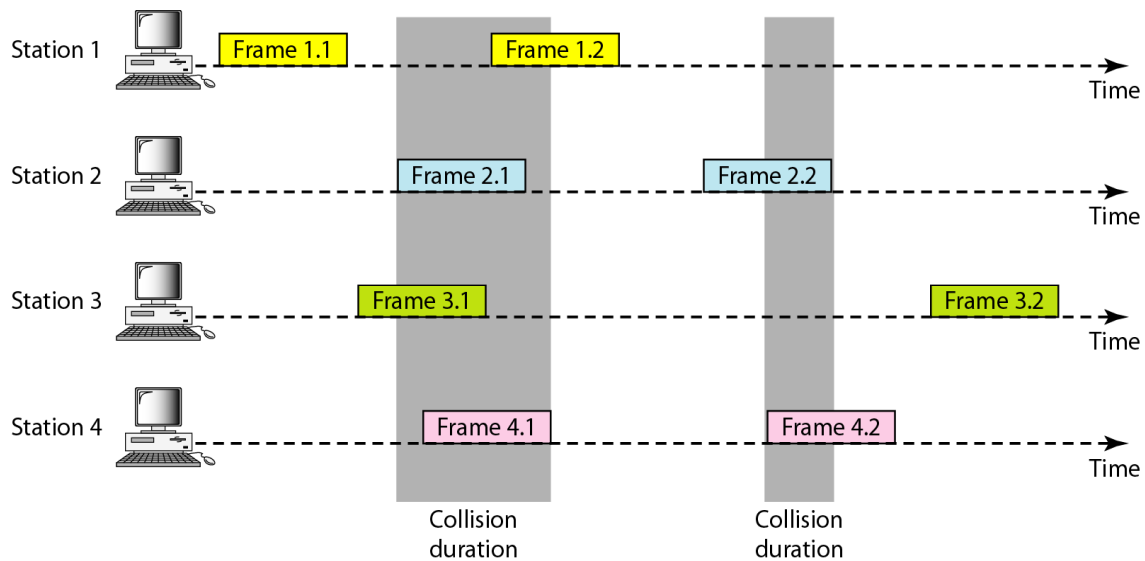 Station 1
Frame 1.1
Frame 1.2
Time
Station 2
Frame 2.1
Frame 2.2
Time
Station 3
Frame 3.1
Frame 3.2
Time
Station 4
Frame 4.1
Frame 4.2
Time
Collision
duration
Collision
duration